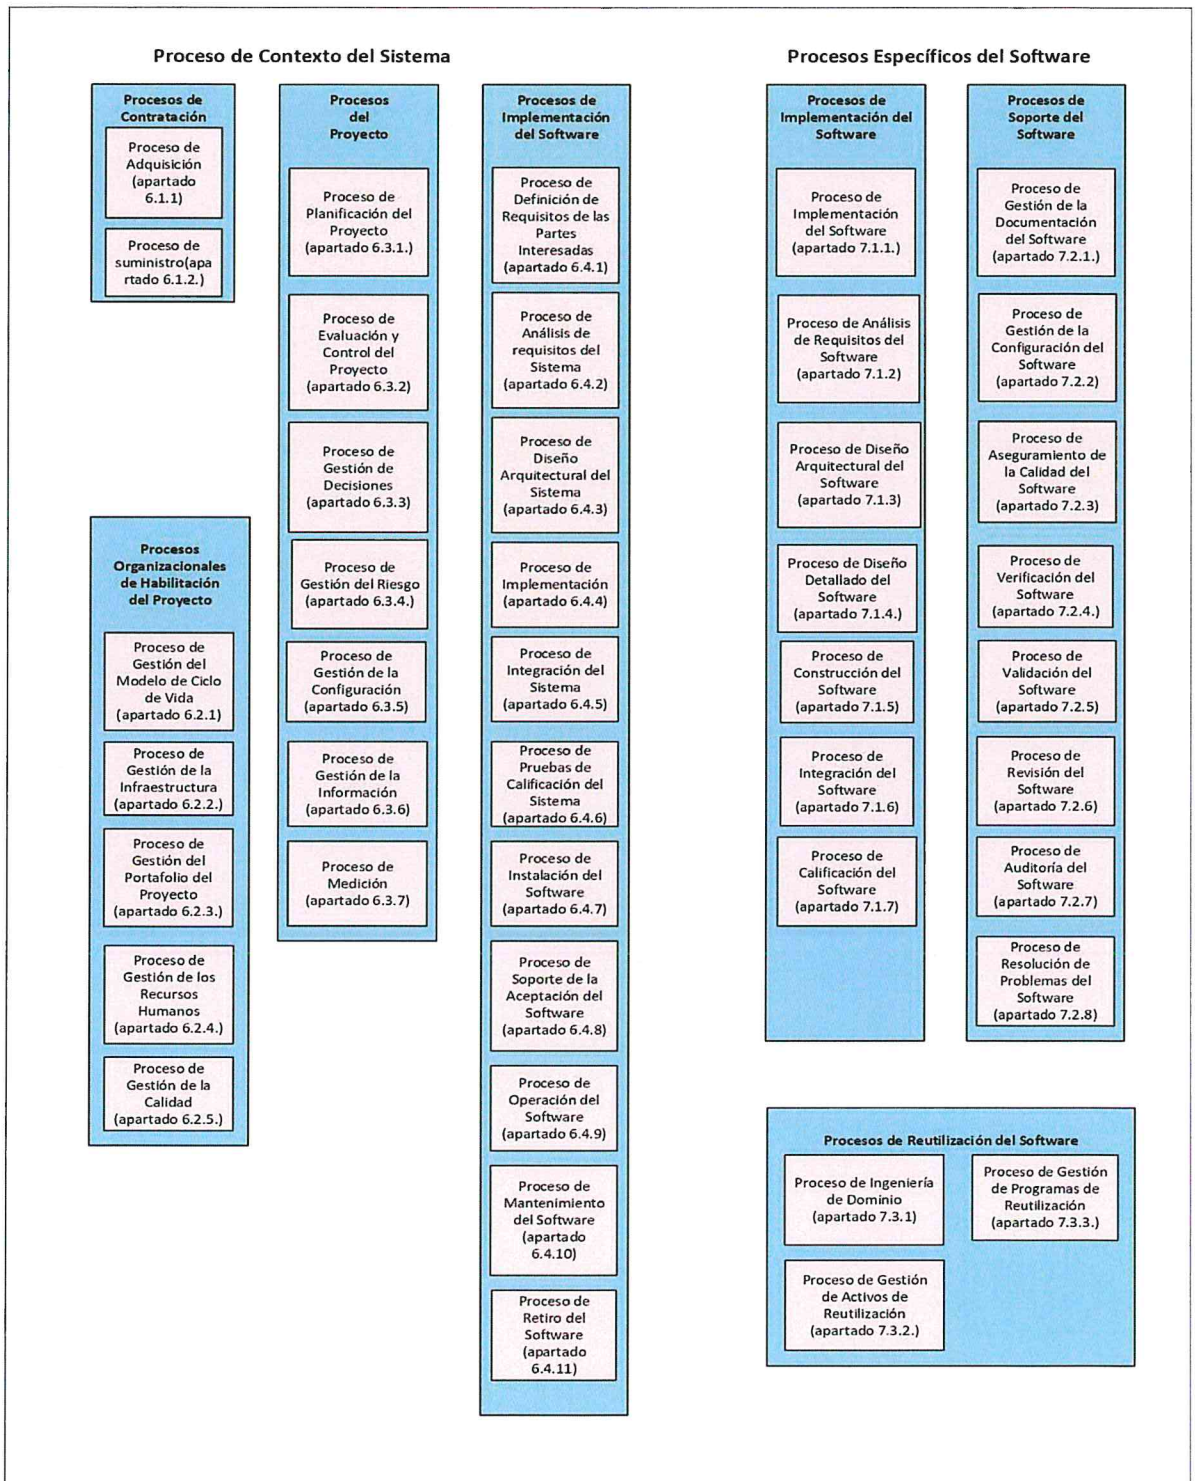 Proceso de Contexto del Sistema
Procesos de
Contratación
Proceso de
Adquisición
(apartado
6.1.1)
Proceso de
suministro(apa
rtado 6.1.2.)
Procesos
Organizacionales
de Habilitación
del Proyecto
Proceso de
Gestión del
Modelo de Ciclo
de Vida
(apartado 6.2.1)
Proceso de
Gestión de la
Infraestructura
(apartado 6.2.2.)
Proceso de
Gestión del
Portafolio del
Proyecto
(apartado 6.2.3.)
Proceso de
Gestión de los
Recursos
Humanos
(apartado 6.2.4.)
Proceso de
Gestión de la
Calidad
(apartado 6.2.5.)
Procesos
del
Proyecto
Proceso de
Planificación del
Proyecto
(apartado 6.3.1.)
Proceso de
Evaluación y
Control del
Proyecto
(apartado 6.3.2)
Proceso de
Gestión de
Decisiones
(apartado 6.3.3)
Proceso de
Gestión del Riesgo
(apartado 6.3.4.)
Proceso de
Gestión de la
Configuración
(apartado 6.3.5)
Proceso de
Gestión de la
Información
(apartado 6.3.6)
Proceso de
Medición
(apartado 6.3.7)
Procesos de
Implementación
del Software
Proceso de
Definición de
Requisitos de las
Partes
Interesadas
(apartado 6.4.1)
Proceso de
Análisis de
requisitos del
Sistema
(apartado 6.4.2)
Proceso de
Diseño
Arquitectural del
Sistema
(apartado 6.4.3)
Proceso de
Implementación
(apartado 6.4.4)
Proceso de
Integración del
Sistema
(apartado 6.4.5)
Proceso de
Pruebas de
Calificación del
Sistema
(apartado 6.4.6)
Proceso de
Instalación del
Software
(apartado 6.4.7)
Proceso de
Soporte de la
Aceptación del
Software
(apartado 6.4.8)
Proceso de
Operación del
Software
(apartado 6.4.9)
Proceso de
Mantenimiento
del Software
(apartado
6.4.10)
Proceso de
Retiro del
Software
(apartado
6.4.11)
Procesos Específicos del Software
Procesos de
Implementación del
Software
Proceso de
Implementación
del Software
(apartado 7.1.1.)
Proceso de Análisis
de Requisitos del
Software
(apartado 7.1.2)
Proceso de Diseño
Arquitectural del
Software
(apartado 7.1.3)
Proceso de Diseño
Detallado del
Software
(apartado 7.1.4.)
Proceso de
Construcción del
Software
(apartado 7.1.5)
Proceso de
Integración del
Software
(apartado 7.1.6)
Proceso de
Calificación del
Software
(apartado 7.1.7)
Procesos de
Soporte del
Software
Proceso de
Gestión de la
Documentación
del Software
(apartado 7.2.1.)
Proceso de
Gestión de la
Configuración del
Software
(apartado 7.2.2)
Proceso de
Aseguramiento de
la Calidad del
Software
(apartado 7.2.3)
Proceso de
Verificación del
Software
(apartado 7.2.4.)
Proceso de
Validación del
Software
(apartado 7.2.5)
Proceso de
Revisión del
Software
(apartado 7.2.6)
Proceso de
Auditoría del
Software
(apartado 7.2.7)
Proceso de
Resolución de
Problemas del
Software
(apartado 7.2.8)
Procesos de Reutilización del Software
Proceso de Ingeniería
de Dominio
(apartado 7.3.1)
Proceso de Gestión
de Programas de
Reutilización
(apartado 7.3.3.)
Proceso de Gestión
de Activos de
Reutilización
(apartado 7.3.2.)